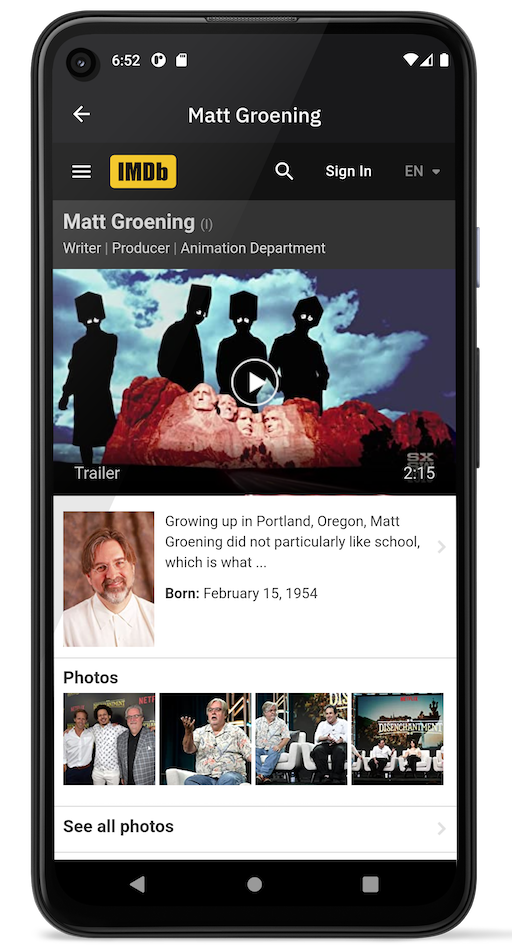 6:52
Matt Groening
IMDb
Sign In
EN
Matt Groening (I)
Writer | Producer | Animation Department
SX
Trailer
2:15
Growing up in Portland, Oregon, Matt
Groening did not particularly like school,
which is what ...
Born: February 15, 1954
Photos
NETF
DISENCHANTMENT
See all photos